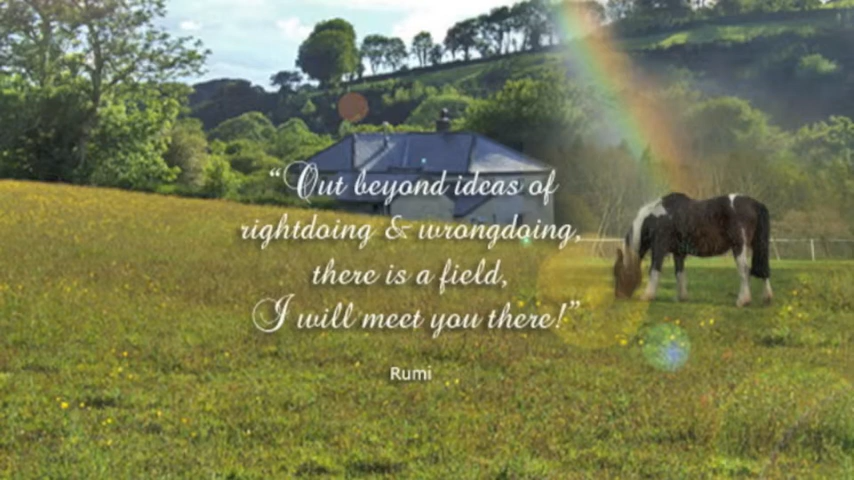 “Out beyond ideas of
rightdoing & wrongdoing,
there is a field,
I will meet you there!”
Rumi